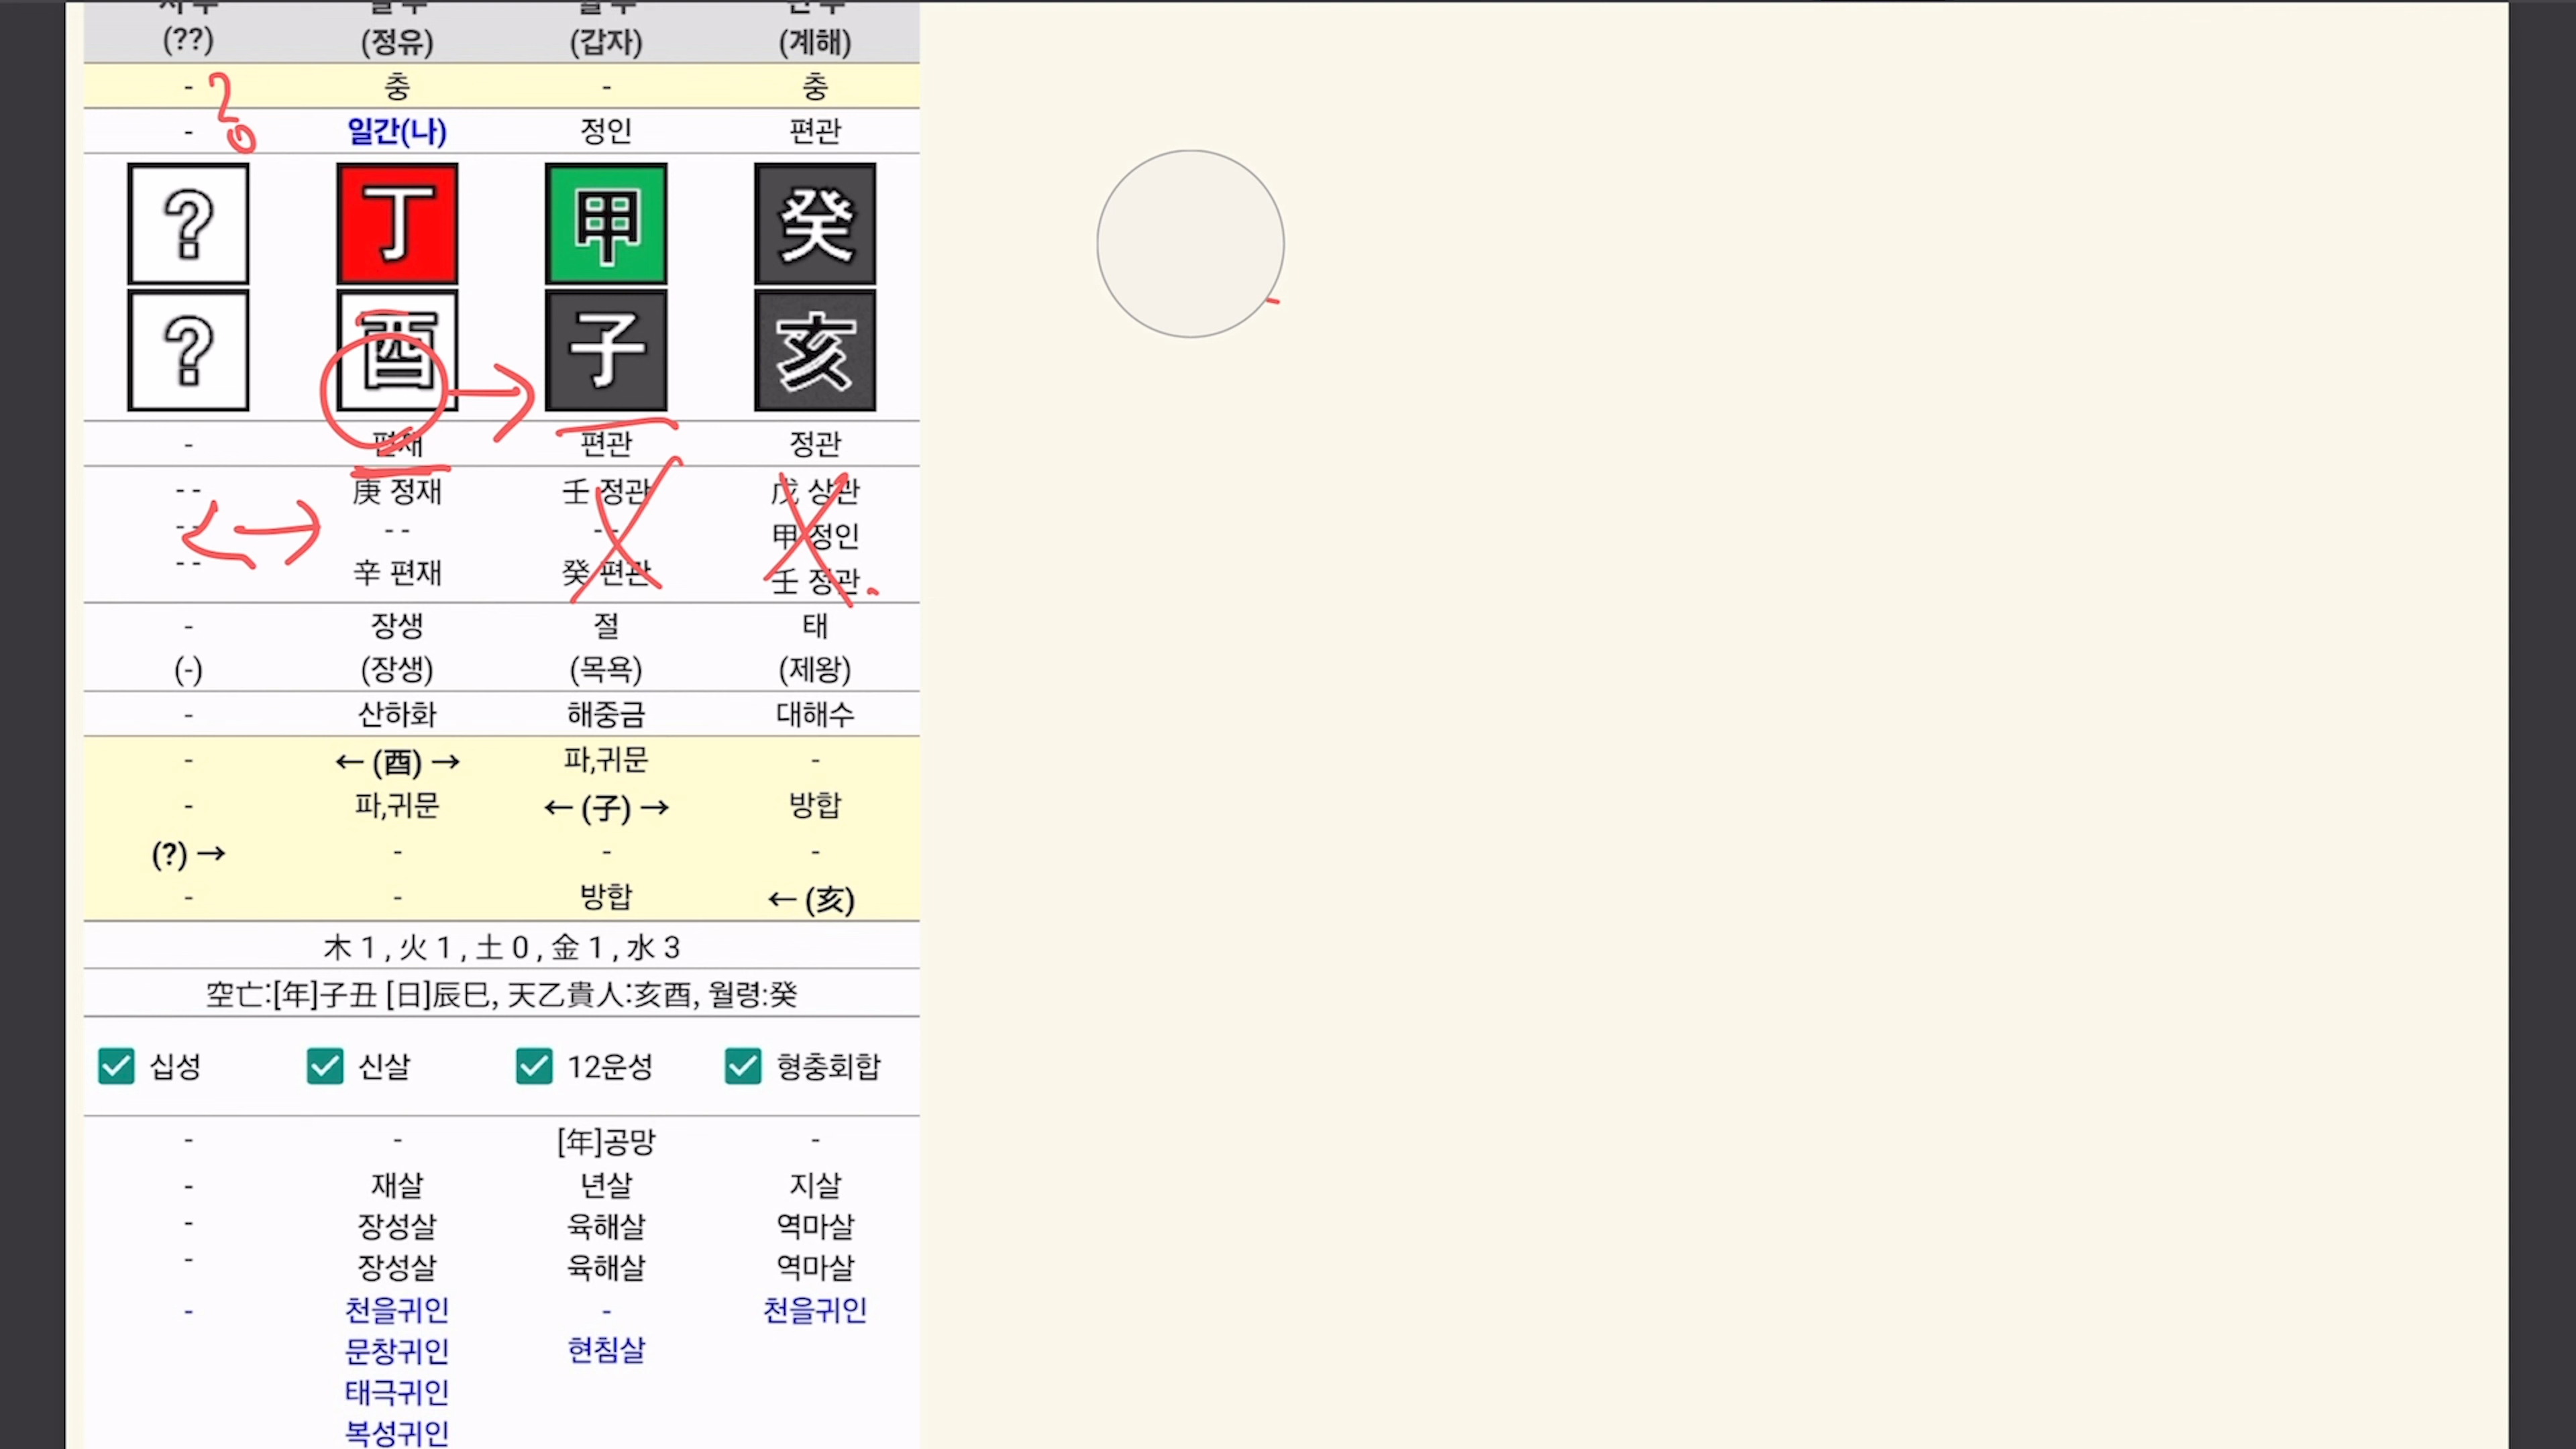 (??) (정유) (갑자) (계해)
- 충 - 충
- 일간(나) 정인 편관
? 丁 甲 癸
? 酉 子 亥
- 편재 편관 정관
- - 庚 정재 壬 정관 戊 상관
- - - - - - 甲 정인
- - 辛 편재 癸 편관 壬 정관
- 장생 절 태
(-) (장생) (목욕) (제왕)
- 산하화 해중금 대해수
- ← (酉) → 파,귀문 -
- 파,귀문 ← (子) → 방합
(?) → - - -
- - 방합 ← (亥)
木 1 , 火 1 , 土 0 , 金 1 , 水 3
空亡:[年]子丑 [日]辰巳, 天乙貴人:亥酉, 월령:癸
십성 신살 12운성 형충회합
- - [年]공망 -
- 재살 년살 지살
- 장성살 육해살 역마살
- 장성살 육해살 역마살
- 천을귀인 - 천을귀인
문창귀인 현침살
태극귀인
복성귀인